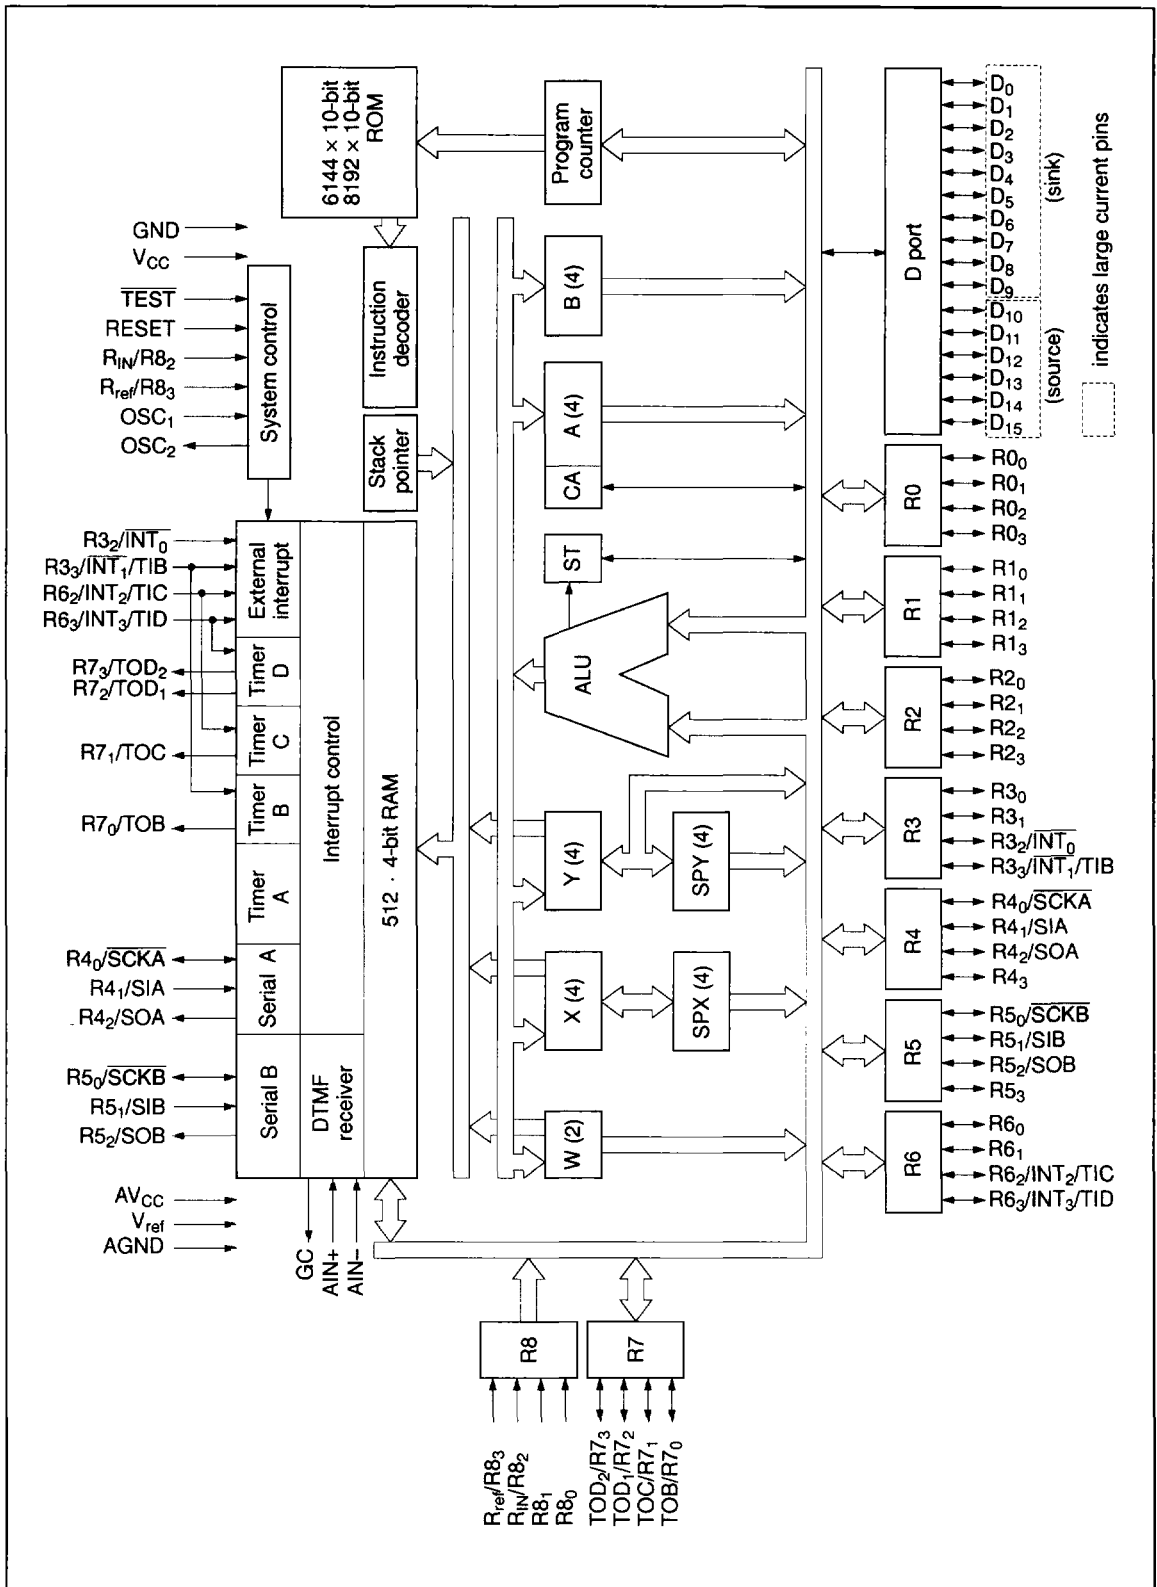 GND
VCC
TEST
RESET
RIN/R82
Rref/R83
OSC1
OSC2
System control
6144 × 10-bit
8192 × 10-bit
ROM
Instruction
decoder
Stack
pointer
Program
counter
B (4)
A (4)
CA
ST
ALU
Y (4)
SPY (4)
X (4)
SPX (4)
W (2)
R32/INT0
R33/INT1/TIB
R62/INT2/TIC
R63/INT3/TID
R73/TOD2
R72/TOD1
R71/TOC
R70/TOB
R40/SCKA
R41/SIA
R42/SOA
R50/SCKB
R51/SIB
R52/SOB
AVCC
Vref
AGND
External
interrupt
Timer
D
Timer
C
Timer
B
Timer
A
Serial A
Serial B
Interrupt control
DTMF
receiver
512 · 4-bit RAM
GC
AIN+
AIN−
R8
Rref/R83
RIN/R82
R81
R80
R7
TOD2/R73
TOD1/R72
TOC/R71
TOB/R70
D port
D0
D1
D2
D3
D4
D5
D6
D7
D8
D9
(sink)
D10
D11
D12
D13
D14
D15
(source)
indicates large current pins
R0
R00
R01
R02
R03
R1
R10
R11
R12
R13
R2
R20
R21
R22
R23
R3
R30
R31
R32/INT0
R33/INT1/TIB
R4
R40/SCKA
R41/SIA
R42/SOA
R43
R5
R50/SCKB
R51/SIB
R52/SOB
R53
R6
R60
R61
R62/INT2/TIC
R63/INT3/TID